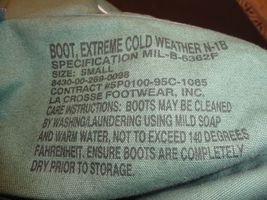 BOOT, EXTREME COLD WEATHER N-1B
SPECIFICATION MIL-B-5362F
SIZE: SMALL
8430-00-269-0098
CONTRACT #SP0100-95C-1085
LA CROSSE FOOTWEAR, INC.
CARE INSTRUCTIONS: BOOTS MAY BE CLEANED
BY WASHING/LAUNDERING USING MILD SOAP
AND WARM WATER, NOT TO EXCEED 140 DEGREES
FAHRENHEIT. ENSURE BOOTS ARE COMPLETELY
DRY PRIOR TO STORAGE.